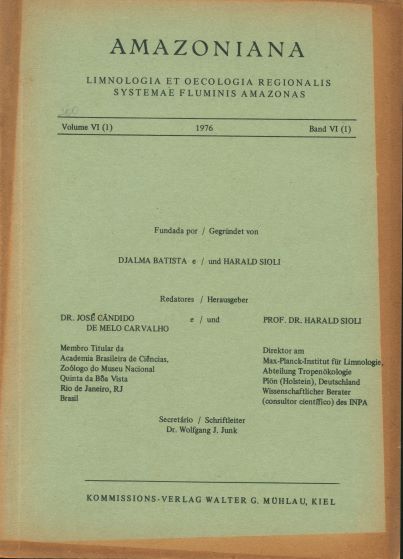 AMAZONIANA
LIMNOLOGIA ET OECOLOGIA REGIONALIS
SYSTEMAE FLUMINIS AMAZONAS
Volume VI (1) 1976 Band VI (1)
Fundada por / Gegründet von
DJALMA BATISTA e / und HARALD SIOLI
Redatores / Herausgeber
DR. JOSÉ CÂNDIDO e / und PROF. DR. HARALD SIOLI
DE MELO CARVALHO
Membro Titular da
Academia Brasileira de Ciências,
Zoólogo do Museu Nacional
Quinta da Bôa Vista
Rio de Janeiro, RJ
Brasil
Direktor am
Max-Planck-Institut für Limnologie,
Abteilung Tropenökologie
Plön (Holstein), Deutschland
Wissenschaftlicher Berater
(consultor científico) des INPA
Secretário / Schriftleiter
Dr. Wolfgang J. Junk
KOMMISSIONS-VERLAG WALTER G. MÜHLAU, KIEL